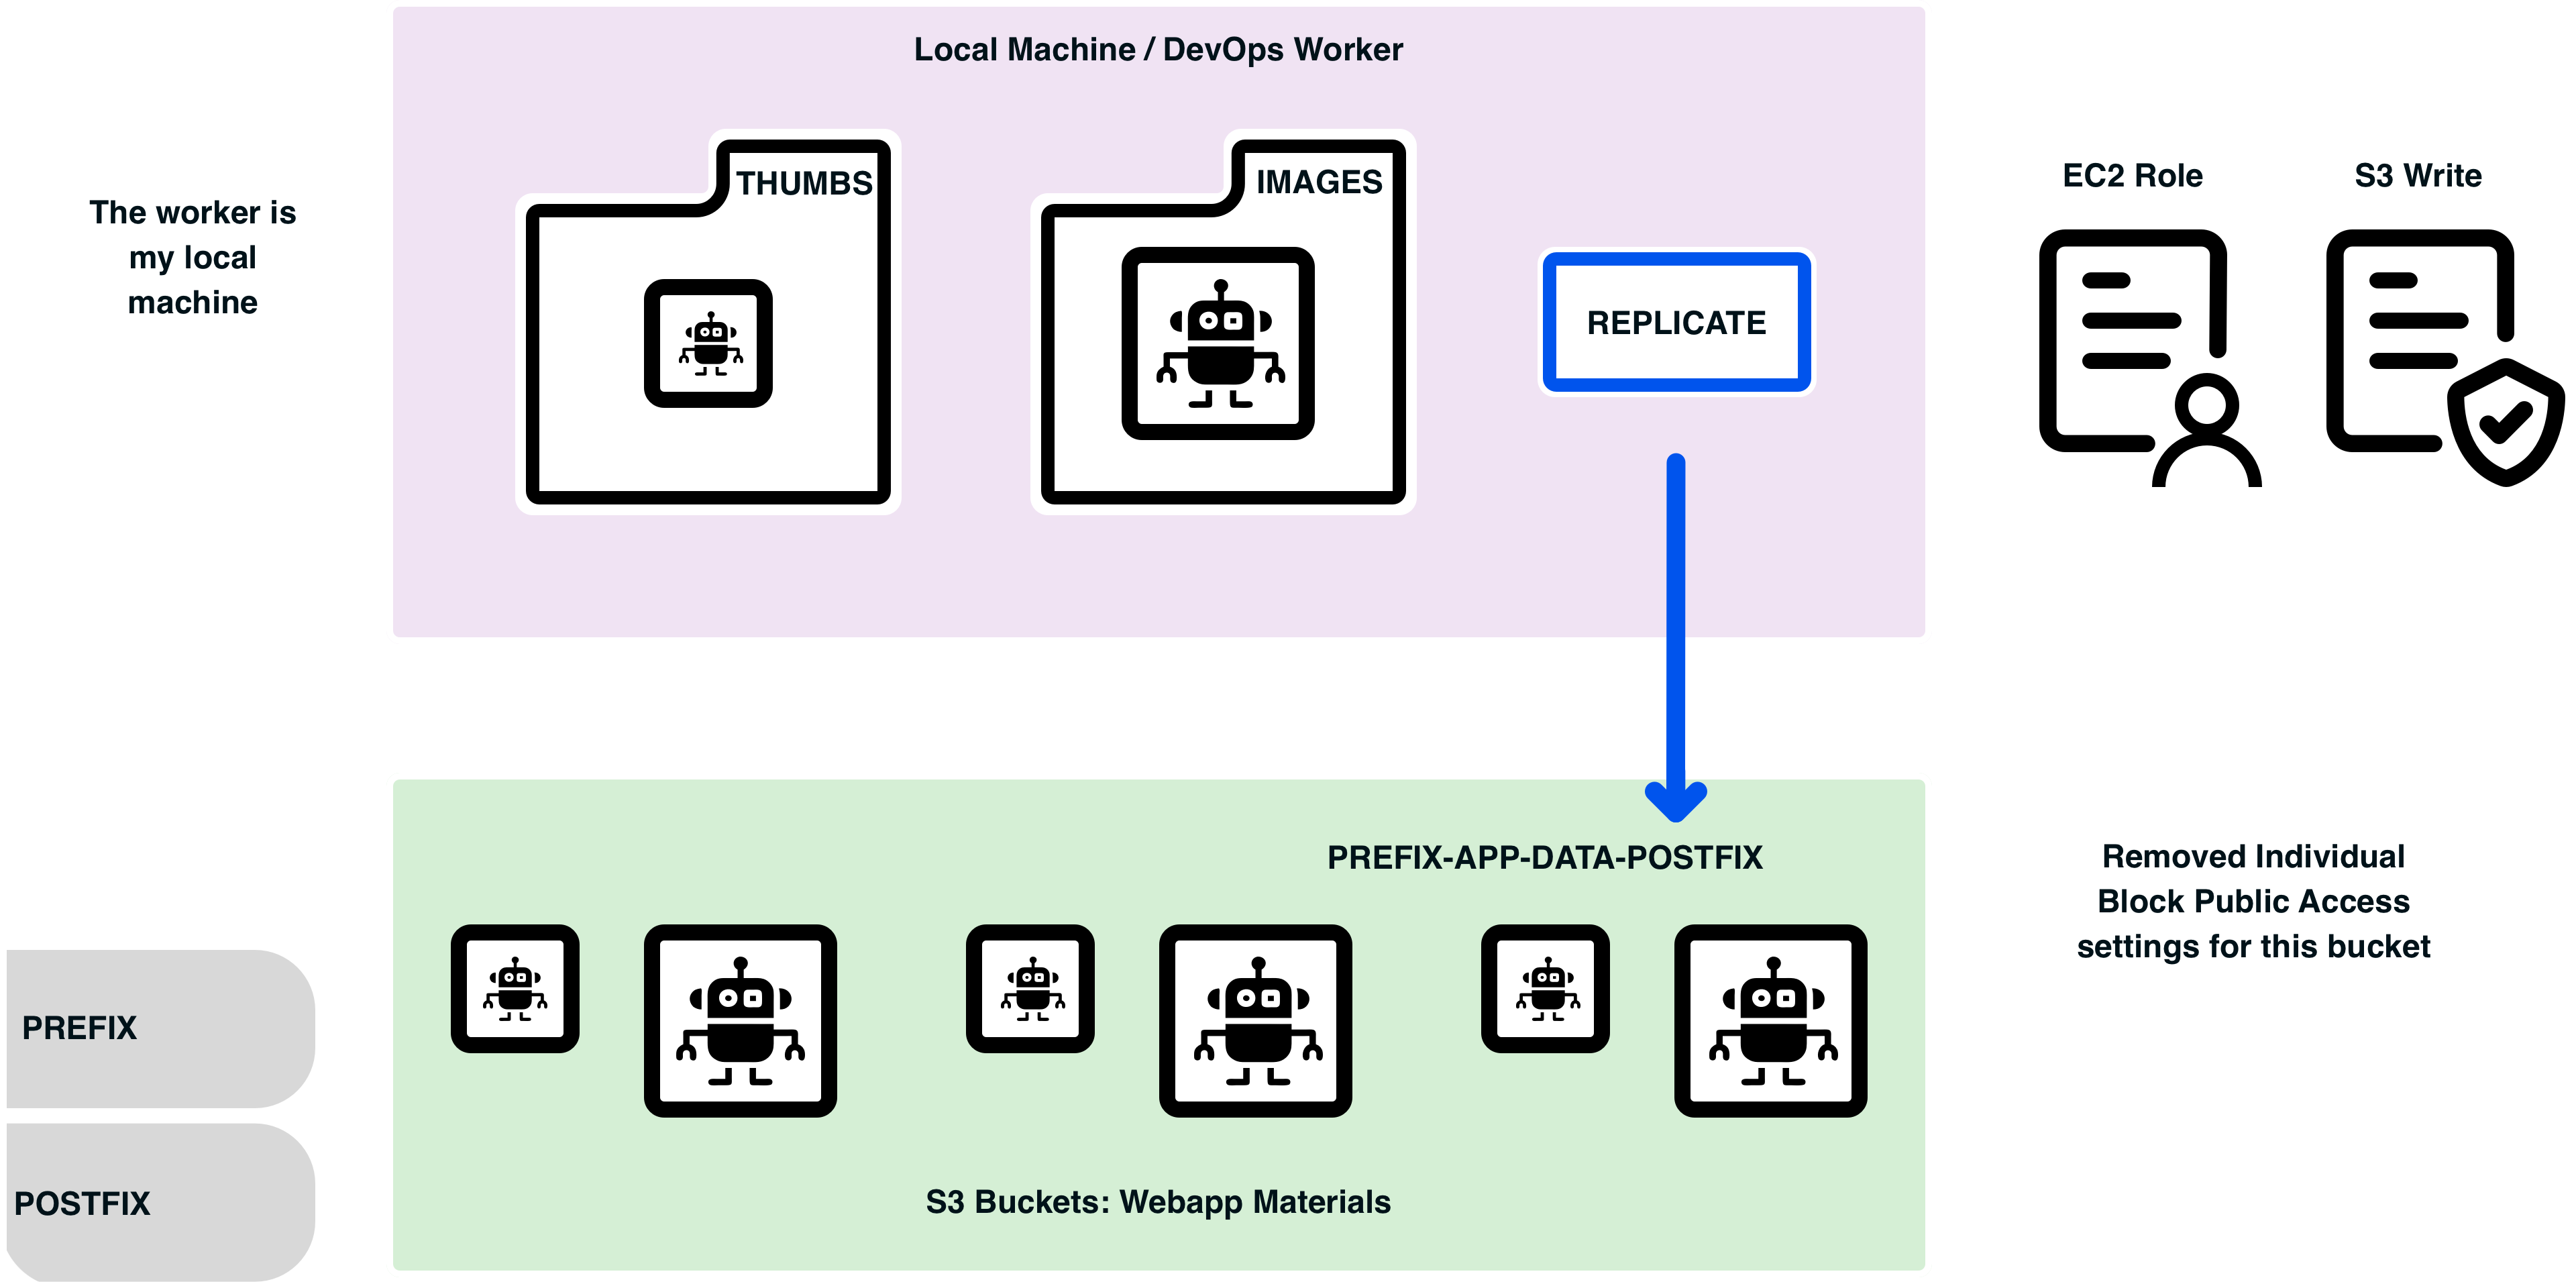 Local Machine / DevOps Worker
THUMBS
IMAGES
EC2 Role
S3 Write
The worker is
my local
machine
REPLICATE
PREFIX-APP-DATA-POSTFIX
Removed Individual
Block Public Access
settings for this bucket
PREFIX
POSTFIX
S3 Buckets: Webapp Materials